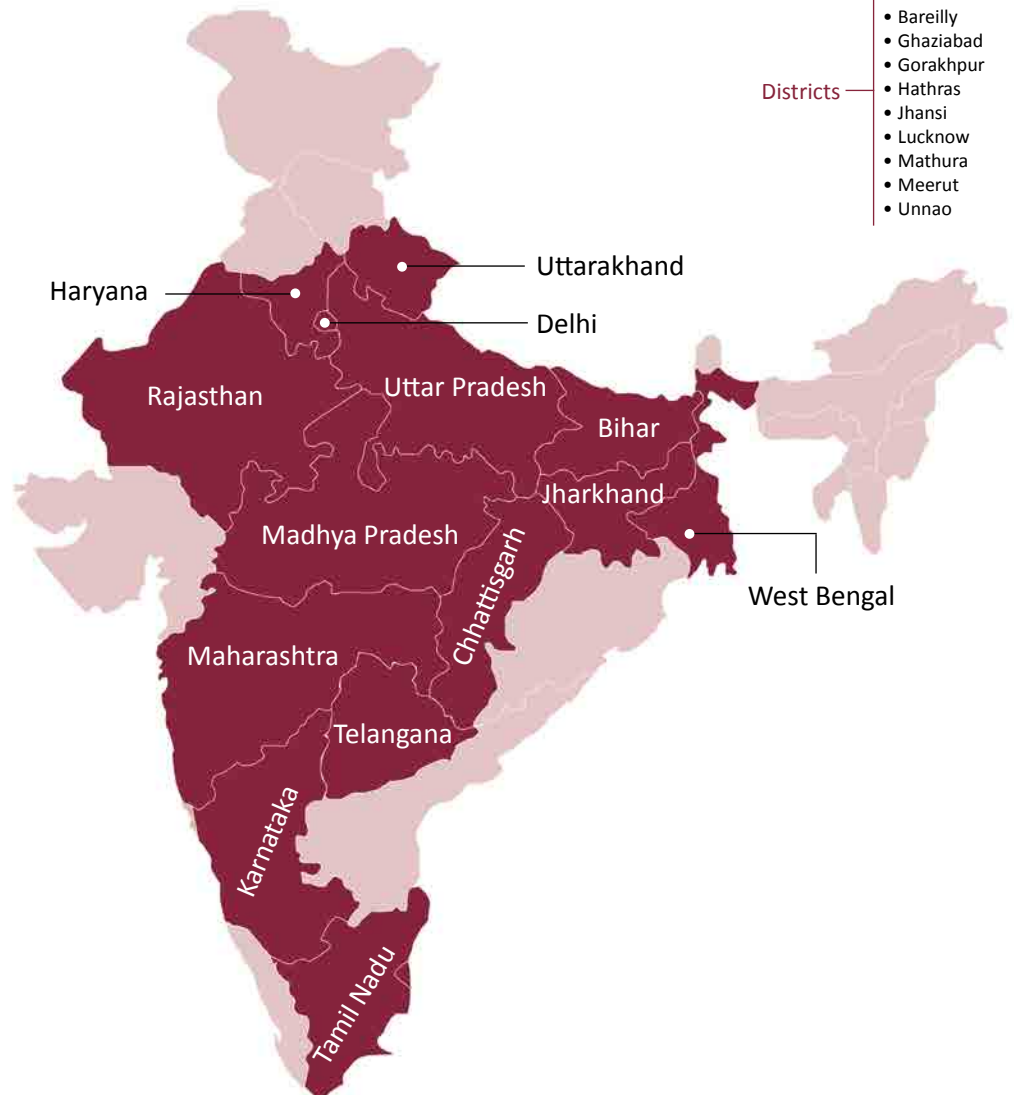 • Bareilly
• Ghaziabad
• Gorakhpur
• Hathras
Districts
• Jhansi
• Lucknow
• Mathura
• Meerut
• Unnao
Uttarakhand
Haryana
Delhi
Rajasthan
Uttar Pradesh
Bihar
Jharkhand
Madhya Pradesh
West Bengal
Chhattisgarh
Maharashtra
Telangana
Karnataka
Tamil Nadu